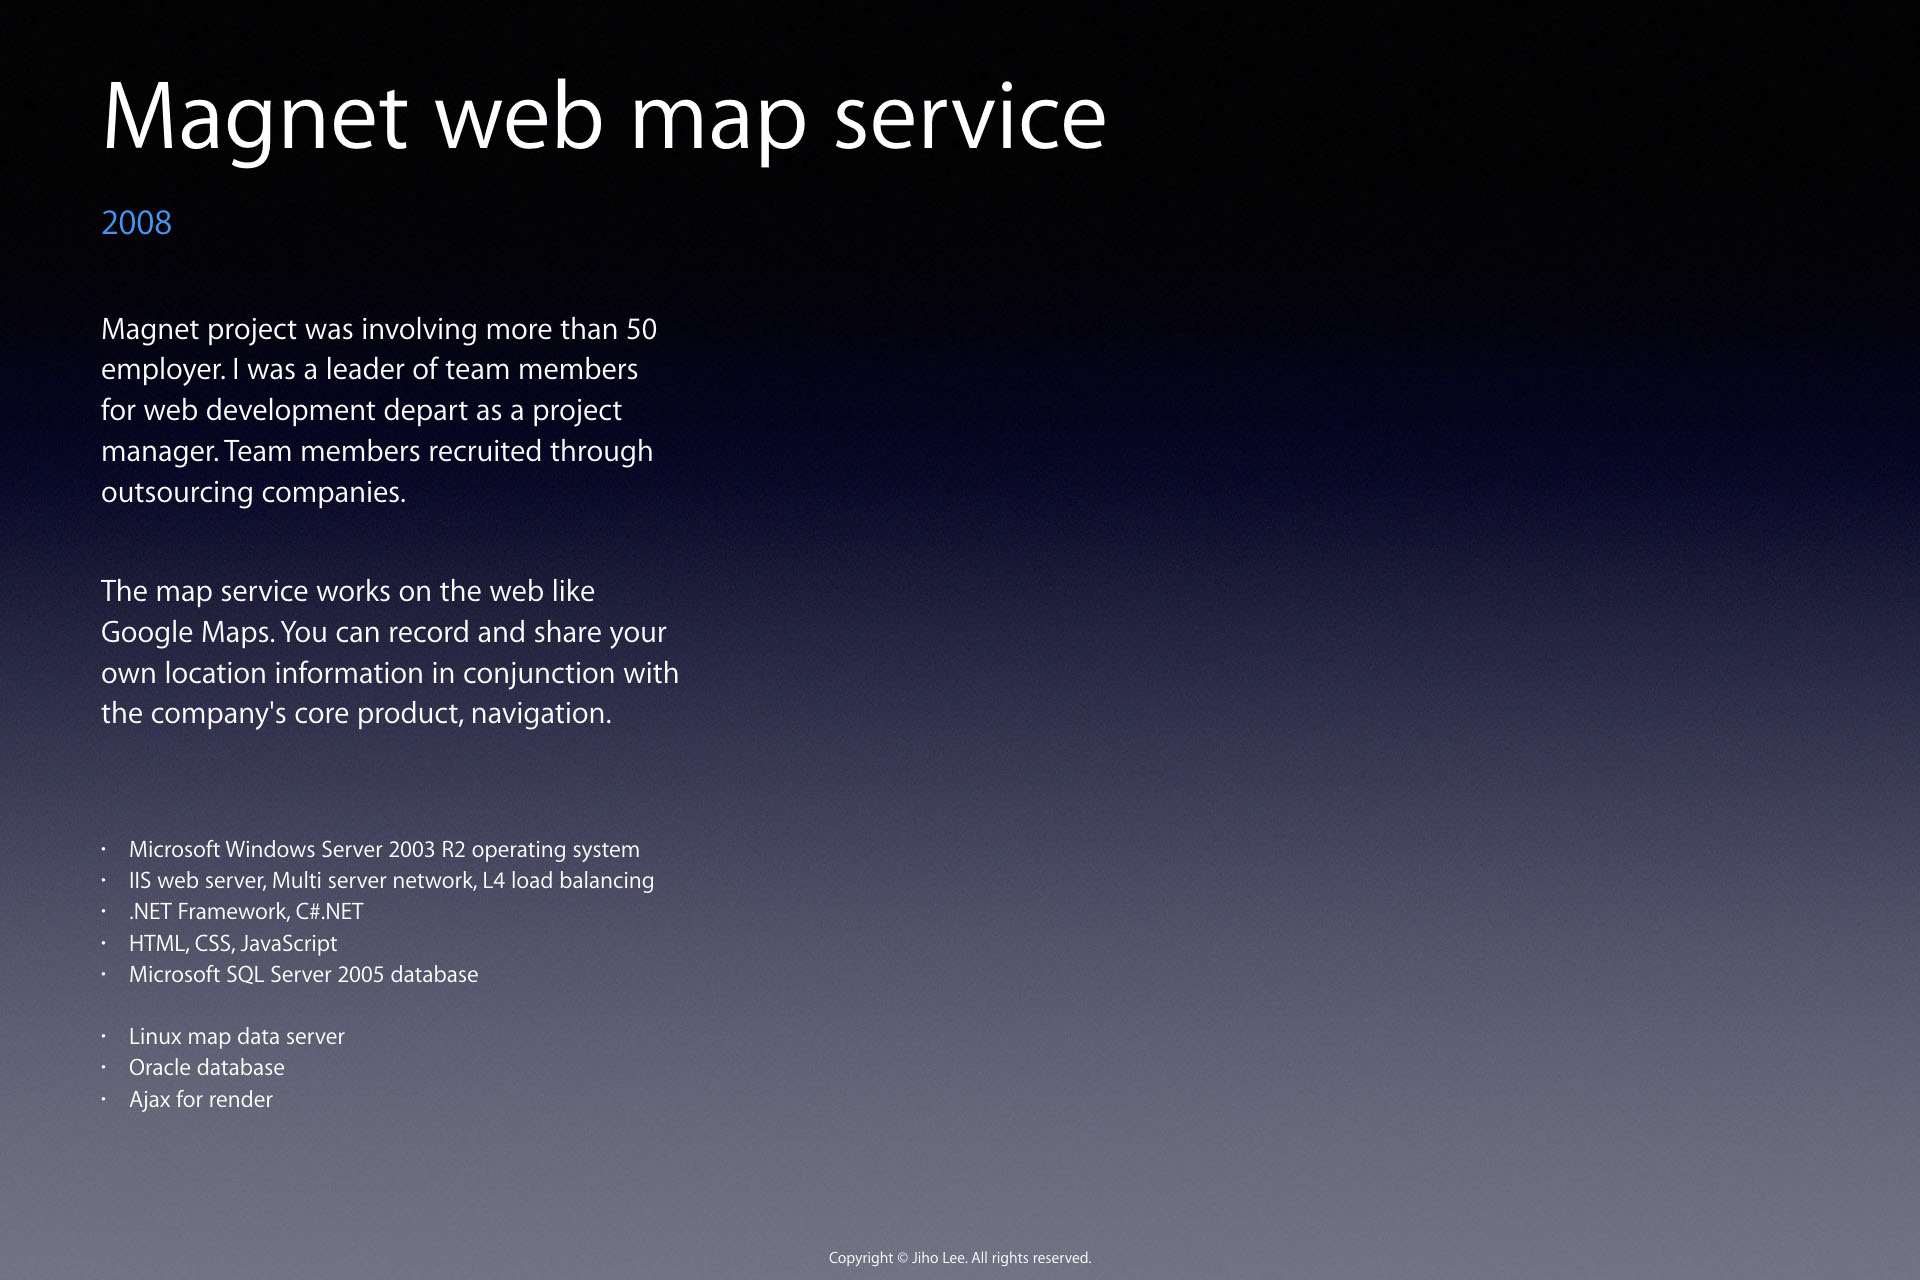 Magnet web map service
2008
Magnet project was involving more than 50
employer. I was a leader of team members
for web development depart as a project
manager. Team members recruited through
outsourcing companies.
The map service works on the web like
Google Maps. You can record and share your
own location information in conjunction with
the company's core product, navigation.
• Microsoft Windows Server 2003 R2 operating system
• IIS web server, Multi server network, L4 load balancing
• .NET Framework, C#.NET
• HTML, CSS, JavaScript
• Microsoft SQL Server 2005 database
• Linux map data server
• Oracle database
• Ajax for render
Copyright © Jiho Lee. All rights reserved.